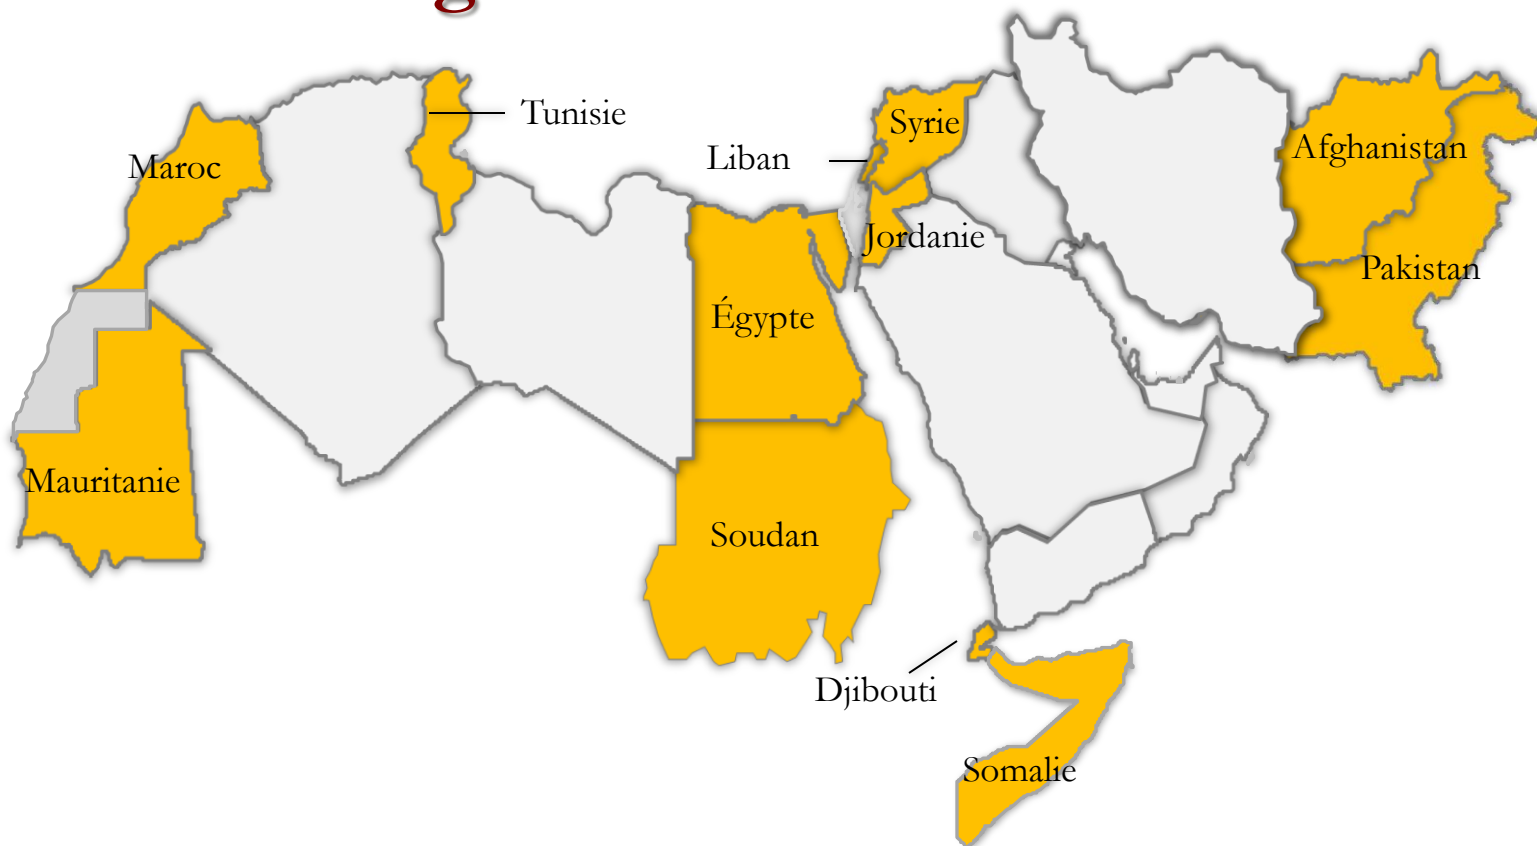 Tunisie
Syrie
Liban
Afghanistan
Maroc
Jordanie
Pakistan
Égypte
Mauritanie
Soudan
Djibouti
Somalie